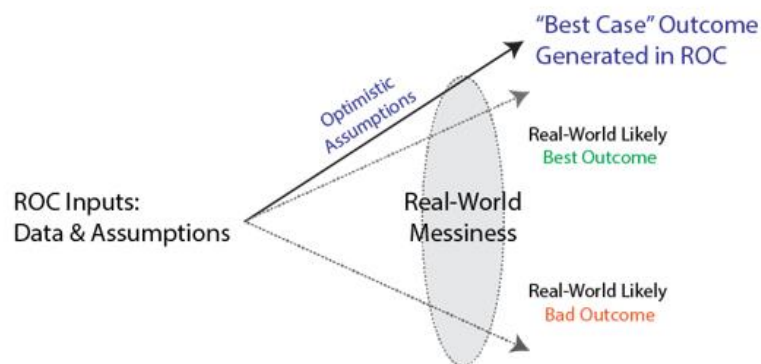 “Best Case” Outcome
Generated in ROC
Optimistic
Assumptions
Real-World Likely
Best Outcome
ROC Inputs:
Data & Assumptions
Real-World
Messiness
Real-World Likely
Bad Outcome